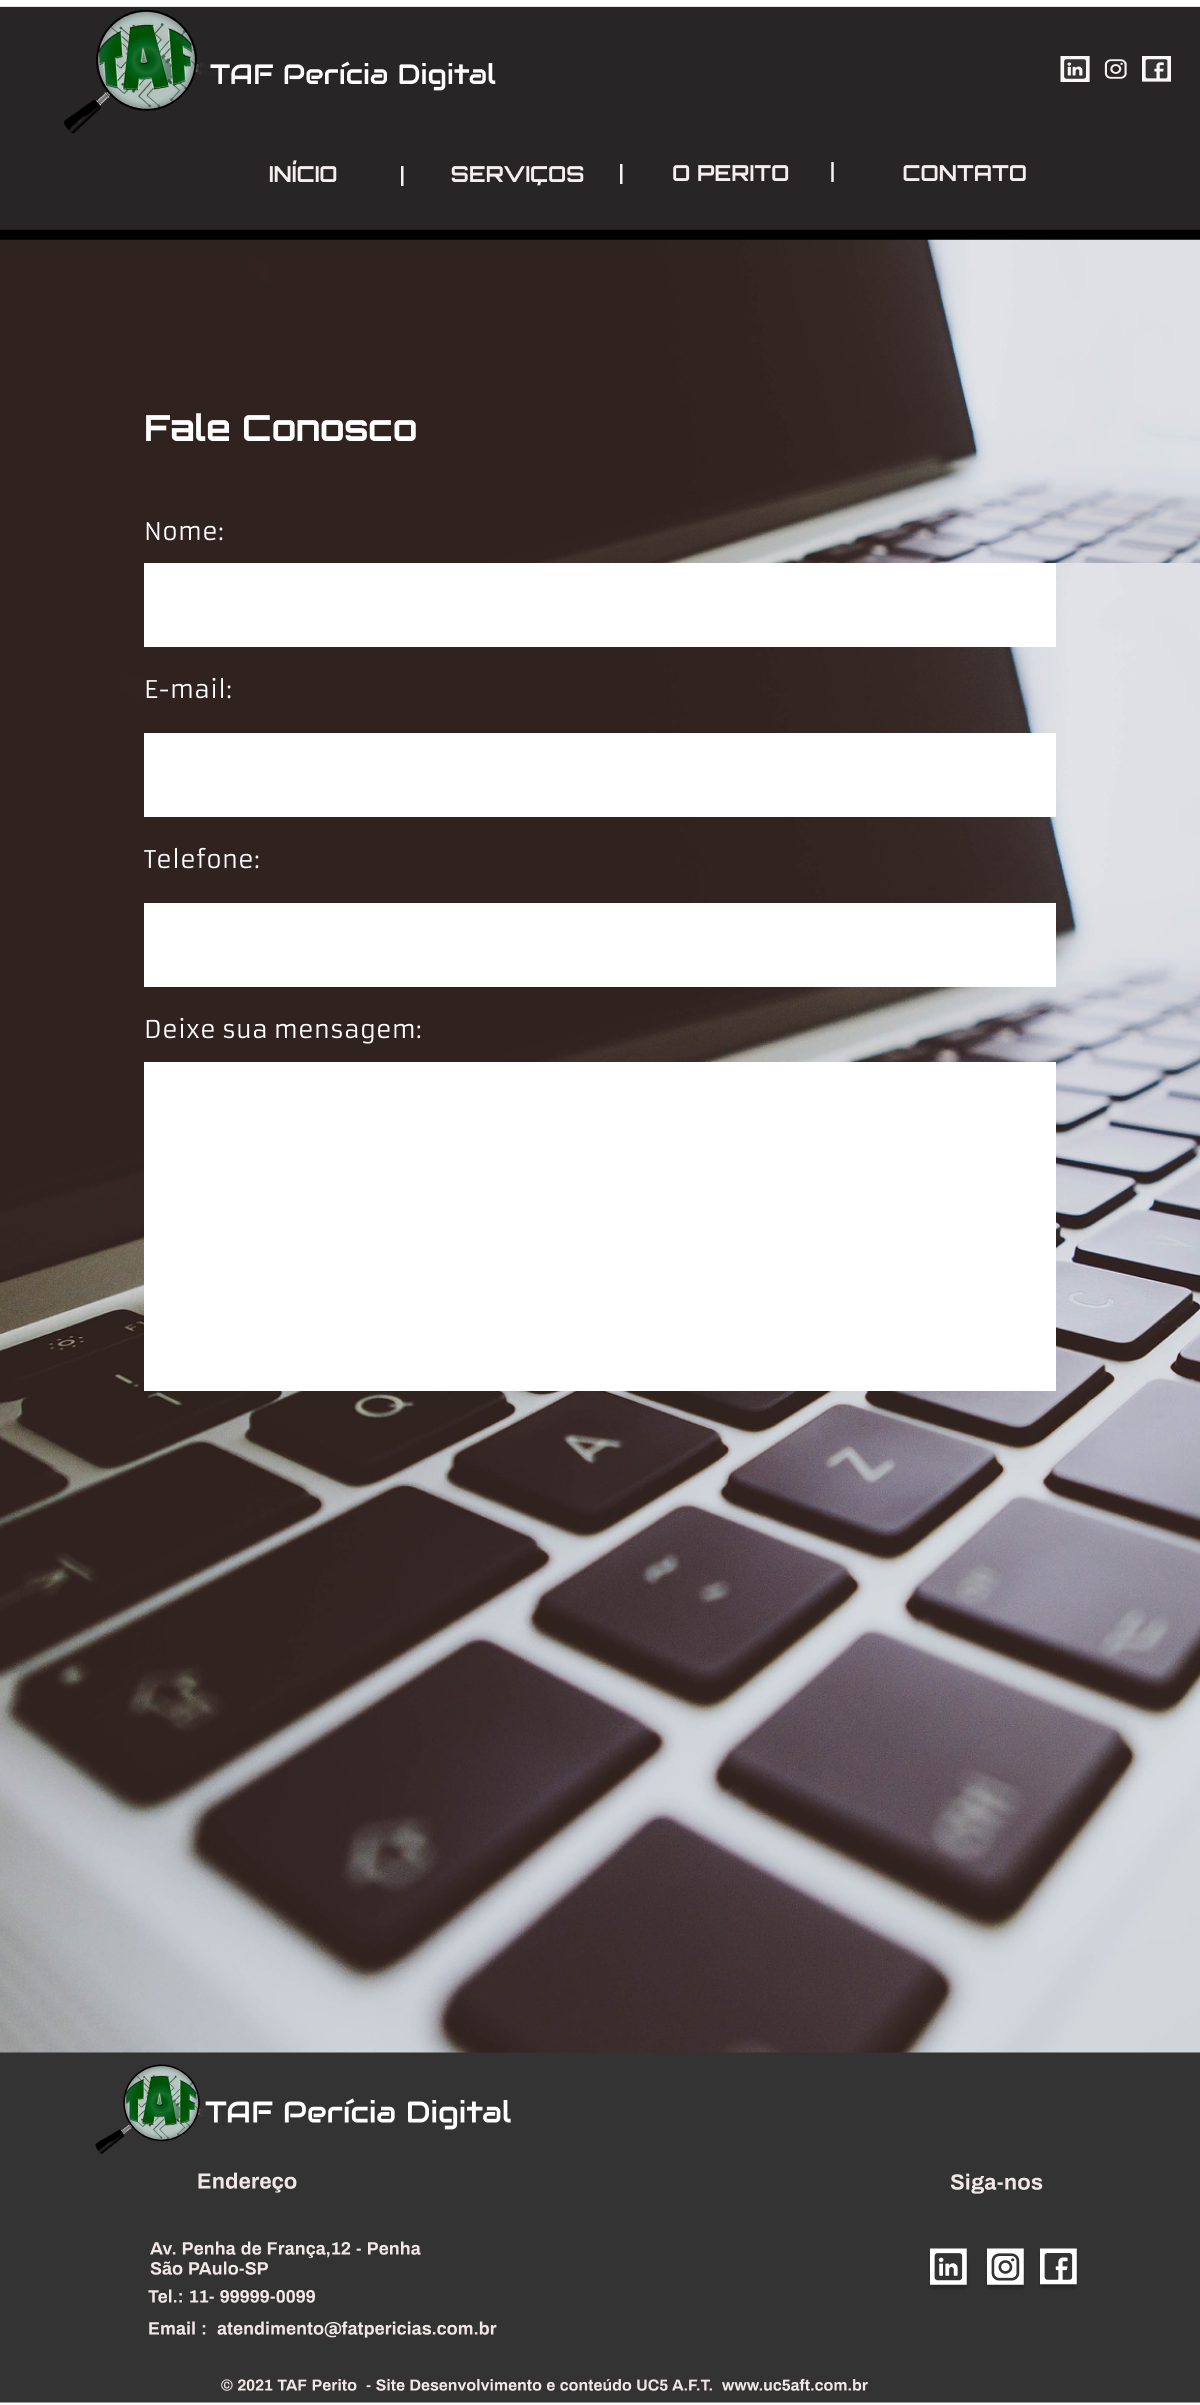 TAF
TAF Perícia Digital
INÍCIO | SERVIÇOS | O PERITO | CONTATO
Fale Conosco
Nome:
E-mail:
Telefone:
Deixe sua mensagem:
C
Q
A
Z
TAF
TAF Perícia Digital
Endereço
Siga-nos
Av. Penha de França,12 - Penha
São PAulo-SP
Tel.: 11- 99999-0099
Email : atendimento@fatpericias.com.br
© 2021 TAF Perito - Site Desenvolvimento e conteúdo UC5 A.F.T. www.uc5aft.com.br